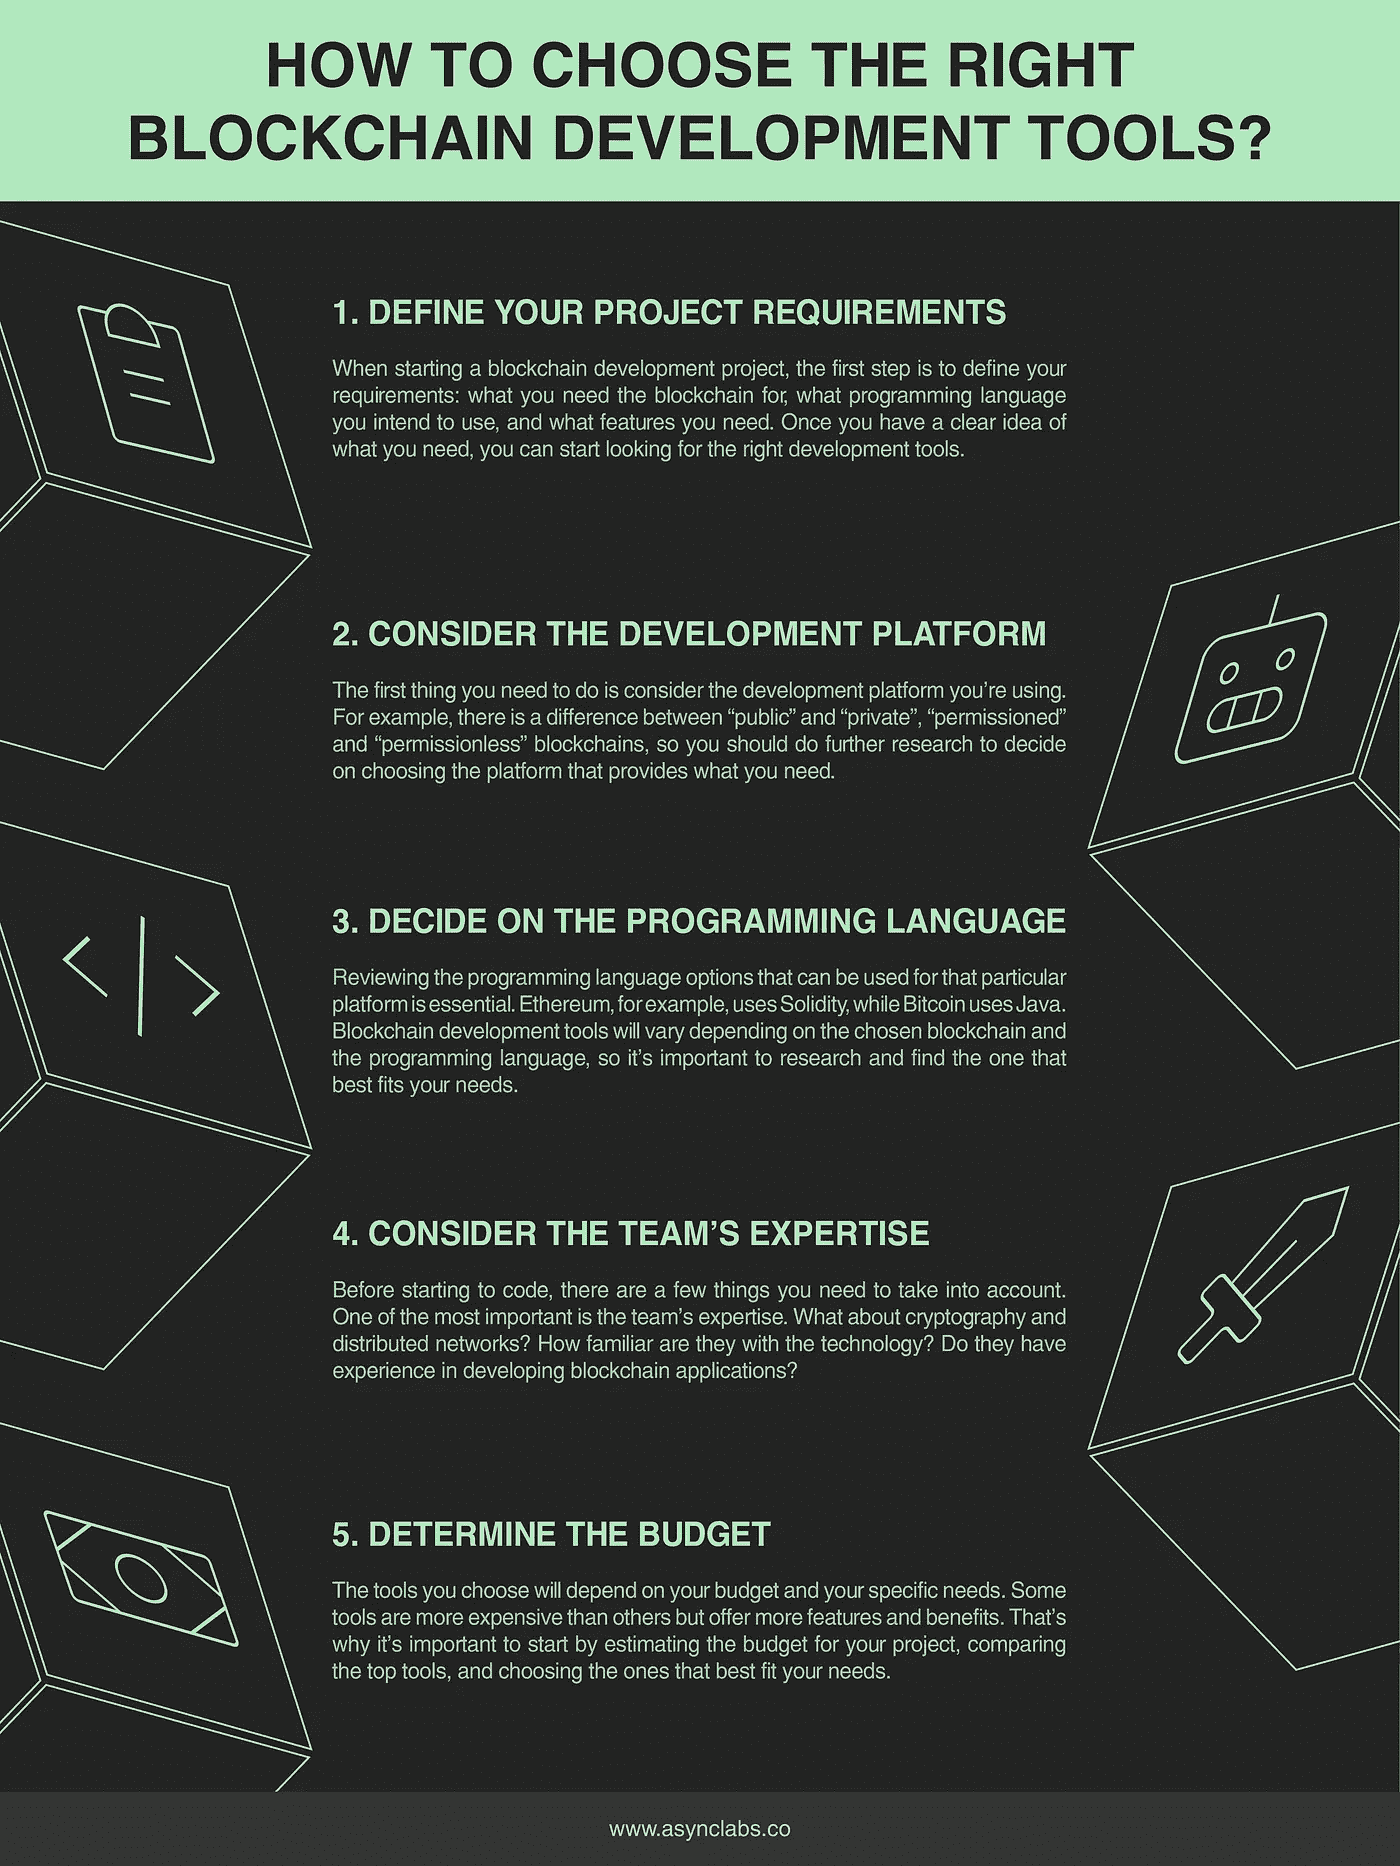 HOW TO CHOOSE THE RIGHT
BLOCKCHAIN DEVELOPMENT TOOLS?
1. DEFINE YOUR PROJECT REQUIREMENTS
When starting a blockchain development project, the first step is to define your
requirements: what you need the blockchain for, what programming language
you intend to use, and what features you need. Once you have a clear idea of
what you need, you can start looking for the right development tools.
2. CONSIDER THE DEVELOPMENT PLATFORM
The first thing you need to do is consider the development platform you’re using.
For example, there is a difference between “public” and “private”, “permissioned”
and “permissionless” blockchains, so you should do further research to decide
on choosing the platform that provides what you need.
3. DECIDE ON THE PROGRAMMING LANGUAGE
Reviewing the programming language options that can be used for that particular
platform is essential. Ethereum, for example, uses Solidity, while Bitcoin uses Java.
Blockchain development tools will vary depending on the chosen blockchain and
the programming language, so it’s important to research and find the one that
best fits your needs.
4. CONSIDER THE TEAM’S EXPERTISE
Before starting to code, there are a few things you need to take into account.
One of the most important is the team’s expertise. What about cryptography and
distributed networks? How familiar are they with the technology? Do they have
experience in developing blockchain applications?
5. DETERMINE THE BUDGET
The tools you choose will depend on your budget and your specific needs. Some
tools are more expensive than others but offer more features and benefits. That’s
why it’s important to start by estimating the budget for your project, comparing
the top tools, and choosing the ones that best fit your needs.
www.asynclabs.co